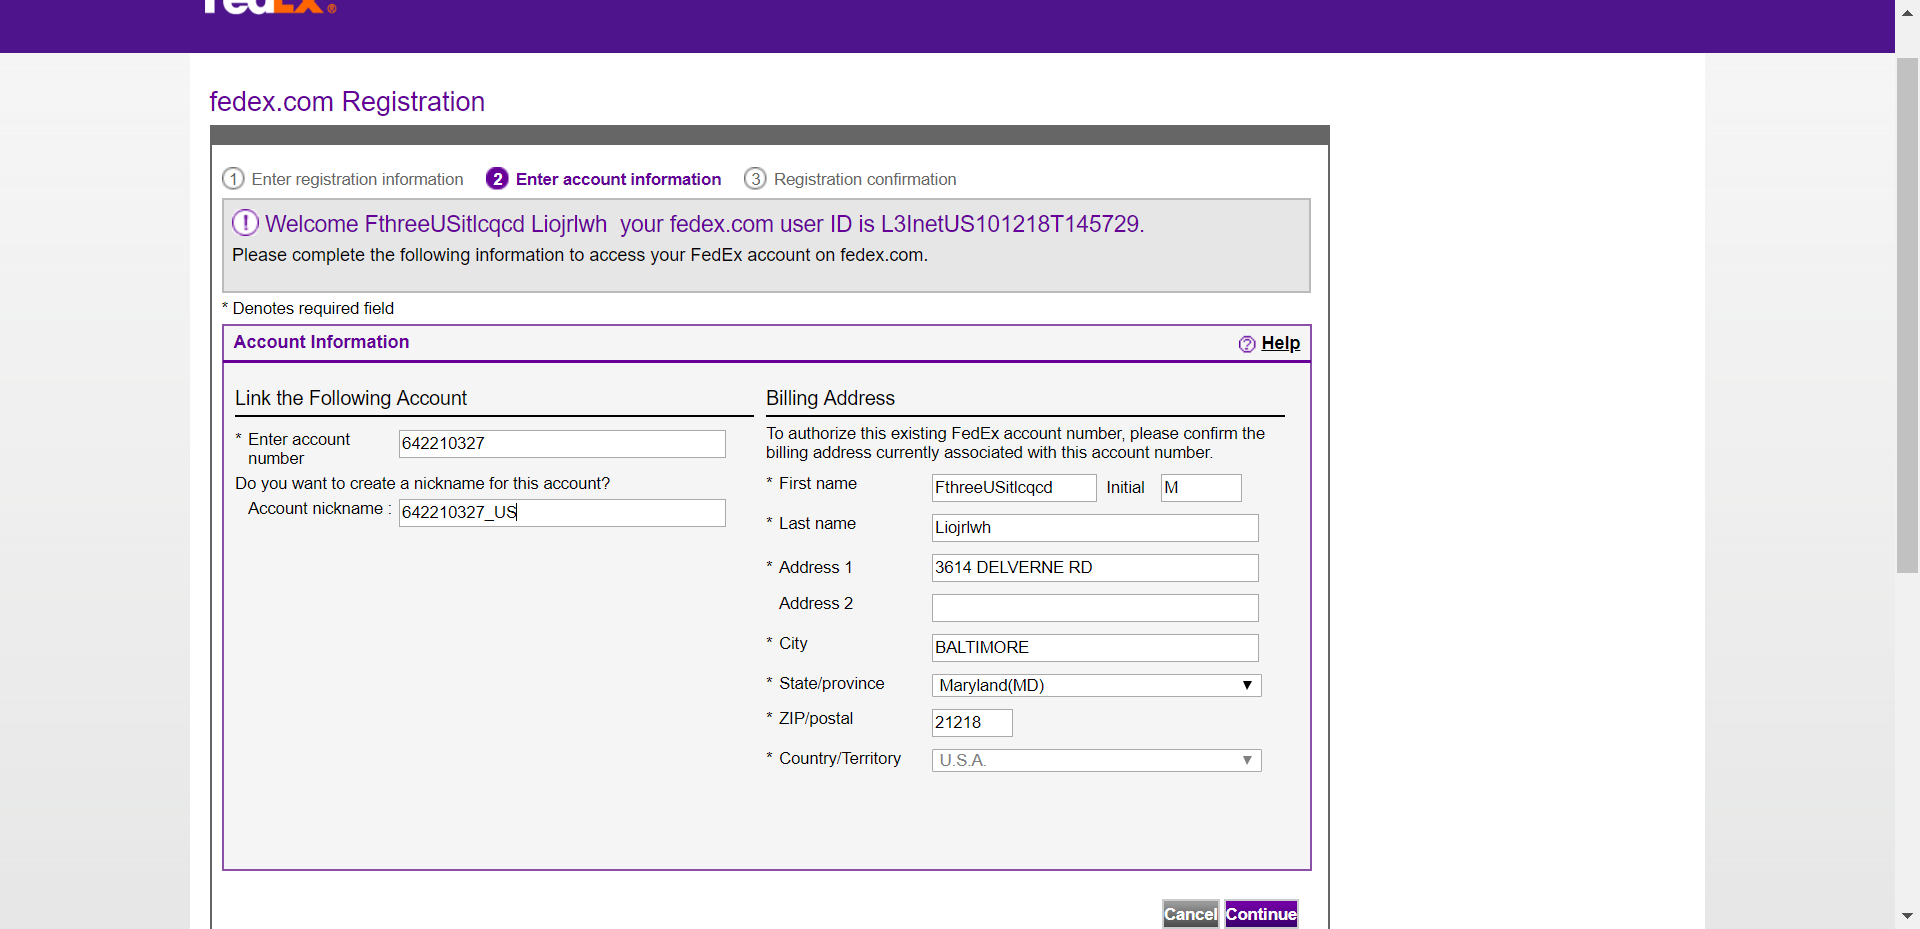 FedEx®
fedex.com Registration
1 Enter registration information 2 Enter account information 3 Registration confirmation
! Welcome FthreeUSitlcqcd Liojrlwh your fedex.com user ID is L3InetUS101218T145729.
Please complete the following information to access your FedEx account on fedex.com.
* Denotes required field
Account Information ? Help
Link the Following Account
* Enter account
number
642210327
Do you want to create a nickname for this account?
Account nickname : 642210327_US
Billing Address
To authorize this existing FedEx account number, please confirm the
billing address currently associated with this account number.
* First name FthreeUSitlcqcd Initial M
* Last name Liojrlwh
* Address 1 3614 DELVERNE RD
Address 2
* City BALTIMORE
* State/province Maryland(MD)
* ZIP/postal 21218
* Country/Territory U.S.A.
Cancel Continue